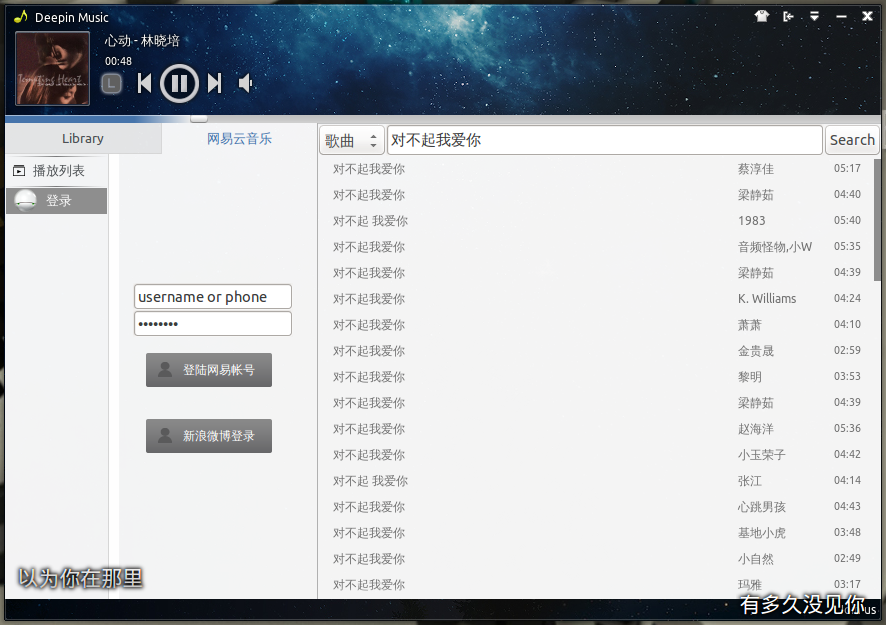 Deepin Music
心动 - 林晓培
00:48
Tempting Heart
L
Library
网易云音乐
歌曲
对不起我爱你
Search
播放列表
登录
username or phone
••••••••
登陆网易帐号
新浪微博登录
对不起我爱你 蔡淳佳 05:17
对不起我爱你 梁静茹 04:40
对不起 我爱你 1983 05:40
对不起我爱你 音频怪物,小W 05:35
对不起我爱你 梁静茹 04:39
对不起我爱你 K. Williams 04:24
对不起我爱你 萧萧 04:10
对不起我爱你 金贵晟 02:59
对不起我爱你 黎明 03:53
对不起我爱你 梁静茹 04:39
对不起我爱你 赵海洋 05:36
对不起我爱你 小玉荣子 04:42
对不起 我爱你 张江 04:14
对不起我爱你 心跳男孩 04:43
对不起我爱你 基地小虎 03:48
对不起我爱你 小自然 02:49
对不起我爱你 玛雅 03:17
以为你在那里
有多久没见你